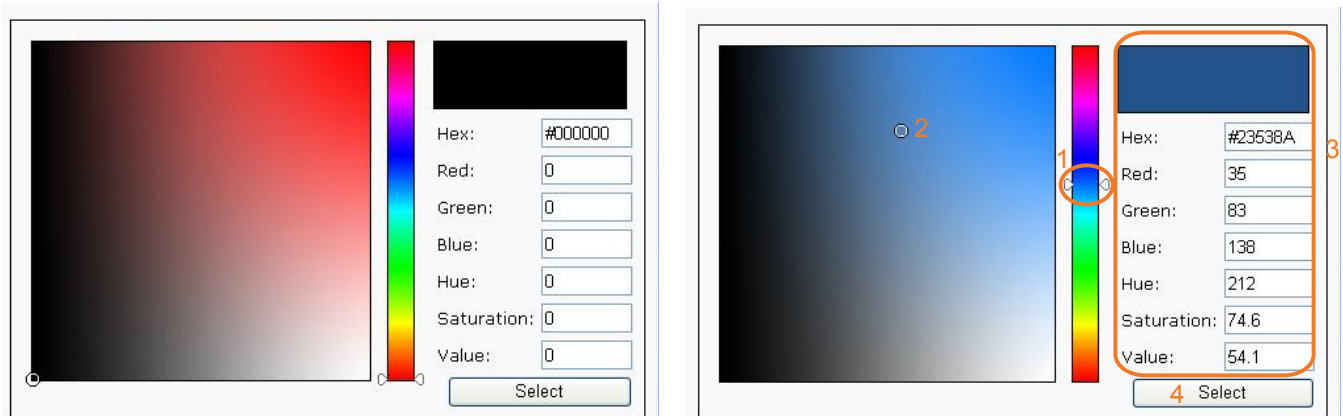 Hex: #000000
Red: 0
Green: 0
Blue: 0
Hue: 0
Saturation: 0
Value: 0
Select
1
2
3
Hex: #23538A
Red: 35
Green: 83
Blue: 138
Hue: 212
Saturation: 74.6
Value: 54.1
4 Select